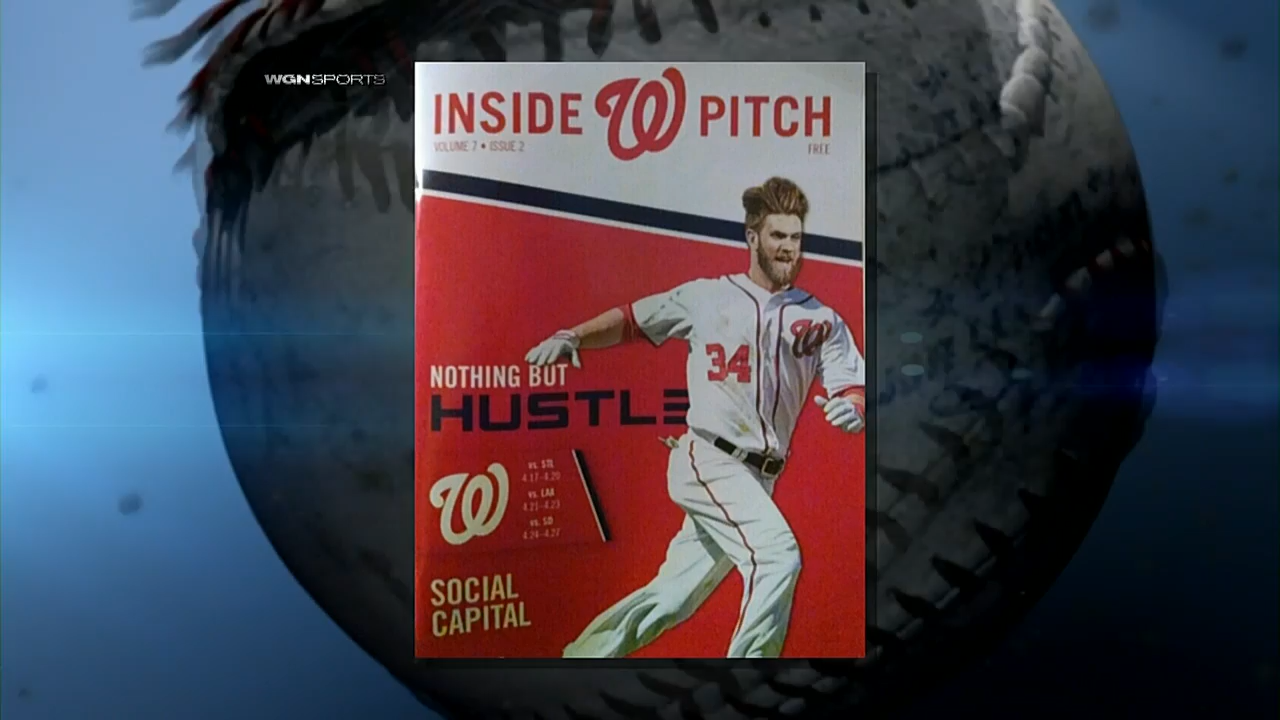 WGNSPORTS
INSIDE W PITCH
VOLUME 7 • ISSUE 2
FREE
W
34
NOTHING BUT
HUSTLE
W
vs. STL
4.17-4.20
vs. LAA
4.21-4.23
vs. SD
4.24-4.27
SOCIAL
CAPITAL